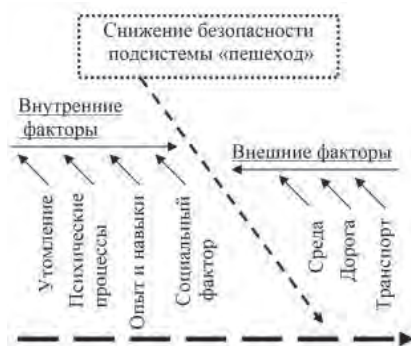 Снижение безопасности
подсистемы «пешеход»
Внутренние
факторы
Внешние факторы
Утомление
Психические
процессы
Опыт и навыки
Социальный
фактор
Среда
Дорога
Транспорт